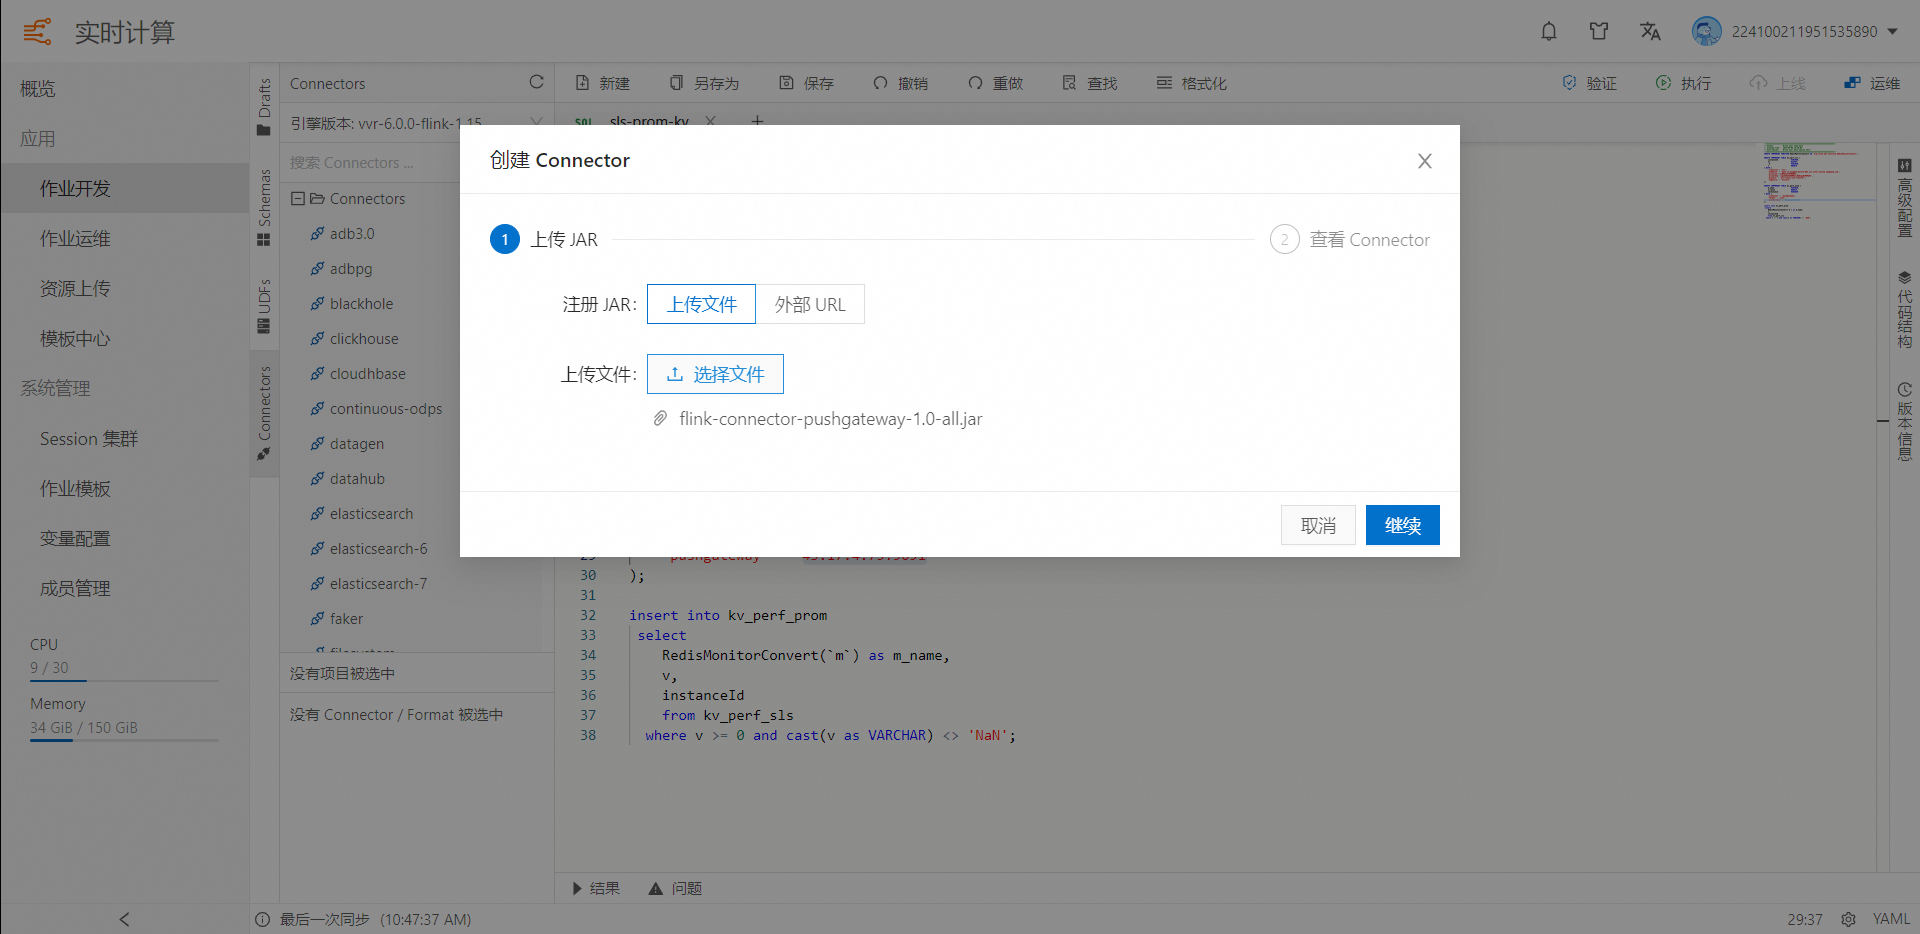 实时计算
224100211951535890
概览
应用
作业开发
作业运维
资源上传
模板中心
系统管理
Session 集群
作业模板
变量配置
成员管理
CPU
9 / 30
Memory
34 GiB / 150 GiB
Drafts
Schemas
UDFs
Connectors
Connectors
引擎版本: vvr-6.0.0-flink-1.15
搜索 Connectors ...
Connectors
adb3.0
adbpg
blackhole
clickhouse
cloudhbase
continuous-odps
datagen
datahub
elasticsearch
elasticsearch-6
elasticsearch-7
faker
filesystem
没有项目被选中
没有 Connector / Format 被选中
新建 另存为 保存 撤销 重做 查找 格式化 验证 执行 上线 运维
SQL sls-prom-kv
创建 Connector
1 上传 JAR
2 查看 Connector
注册 JAR: 上传文件 外部 URL
上传文件: 选择文件
flink-connector-pushgateway-1.0-all.jar
取消 继续
30 );
31
32 insert into kv_perf_prom
33 select
34 RedisMonitorConvert(`m`) as m_name,
35 v,
36 instanceId
37 from kv_perf_sls
38 where v >= 0 and cast(v as VARCHAR) <> 'NaN';
高级配置
代码结构
版本信息
结果 问题
最后一次同步 (10:47:37 AM)
29:37 YAML